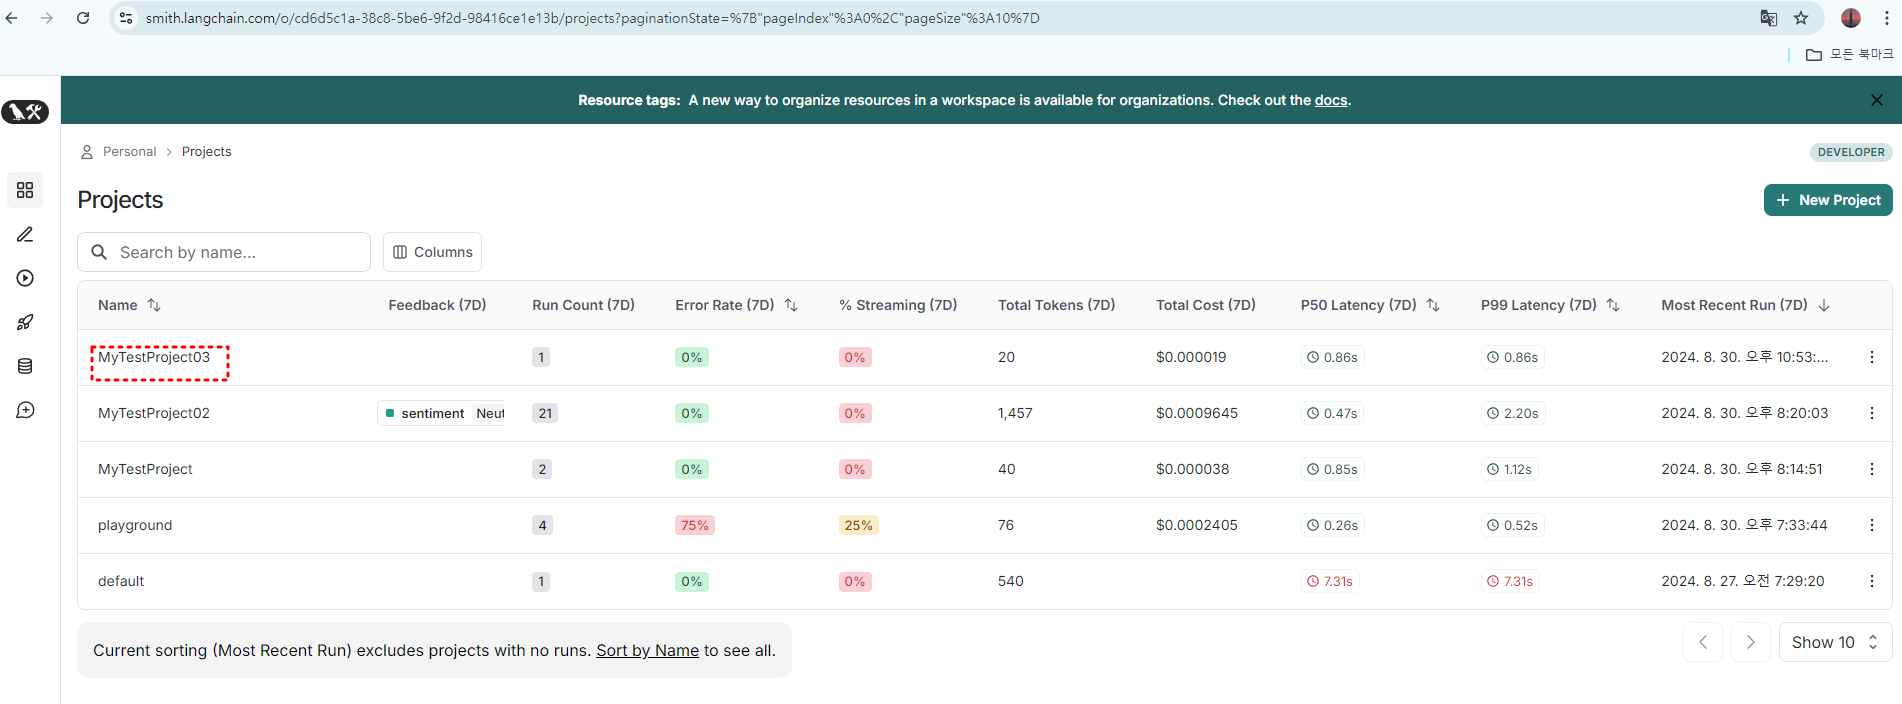 smith.langchain.com/o/cd6d5c1a-38c8-5be6-9f2d-98416ce1e13b/projects?paginationState=%7B"pageIndex"%3A0%2C"pageSize"%3A10%7D
모든 북마크
Resource tags: A new way to organize resources in a workspace is available for organizations. Check out the docs.
Personal > Projects
DEVELOPER
Projects
+ New Project
Search by name...
Columns
Name Feedback (7D) Run Count (7D) Error Rate (7D) % Streaming (7D) Total Tokens (7D) Total Cost (7D) P50 Latency (7D) P99 Latency (7D) Most Recent Run (7D)
MyTestProject03 1 0% 0% 20 $0.000019 0.86s 0.86s 2024. 8. 30. 오후 10:53:...
MyTestProject02 sentiment Neut 21 0% 0% 1,457 $0.0009645 0.47s 2.20s 2024. 8. 30. 오후 8:20:03
MyTestProject 2 0% 0% 40 $0.000038 0.85s 1.12s 2024. 8. 30. 오후 8:14:51
playground 4 75% 25% 76 $0.0002405 0.26s 0.52s 2024. 8. 30. 오후 7:33:44
default 1 0% 0% 540 7.31s 7.31s 2024. 8. 27. 오전 7:29:20
Current sorting (Most Recent Run) excludes projects with no runs. Sort by Name to see all.
Show 10